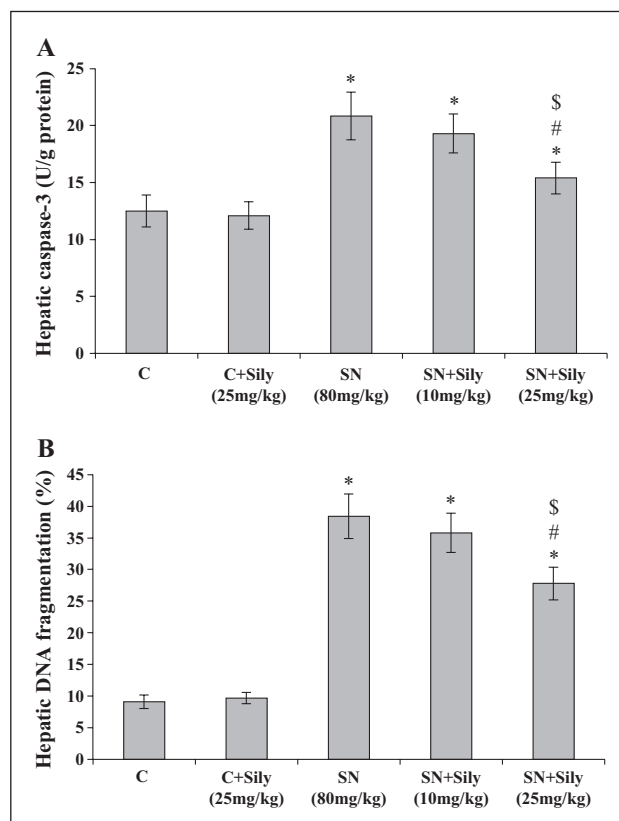 A
Hepatic caspase-3 (U/g protein)
25
20
15
10
5
0
*
*
$
#
*
C
C+Sily
(25mg/kg)
SN
(80mg/kg)
SN+Sily
(10mg/kg)
SN+Sily
(25mg/kg)
B
Hepatic DNA fragmentation (%)
45
40
35
30
25
20
15
10
5
0
*
*
$
#
*
C
C+Sily
(25mg/kg)
SN
(80mg/kg)
SN+Sily
(10mg/kg)
SN+Sily
(25mg/kg)